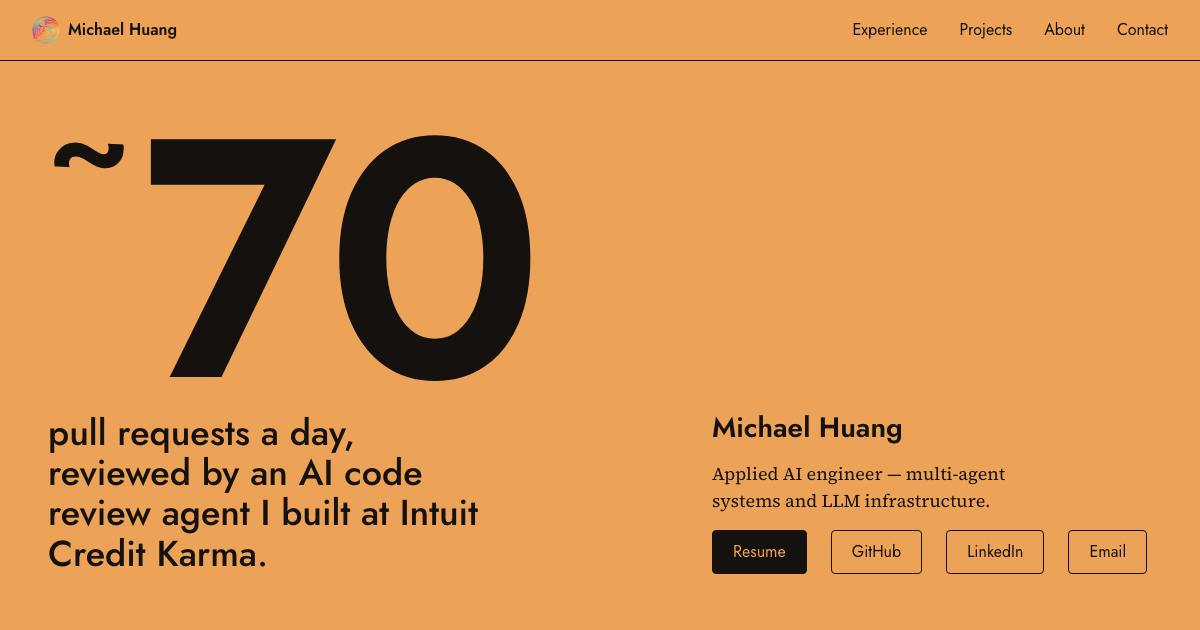 Michael Huang
Experience
Projects
About
Contact
~70
pull requests a day,
reviewed by an AI code
review agent I built at Intuit
Credit Karma.
Michael Huang
Applied AI engineer — multi-agent
systems and LLM infrastructure.
Resume
GitHub
LinkedIn
Email